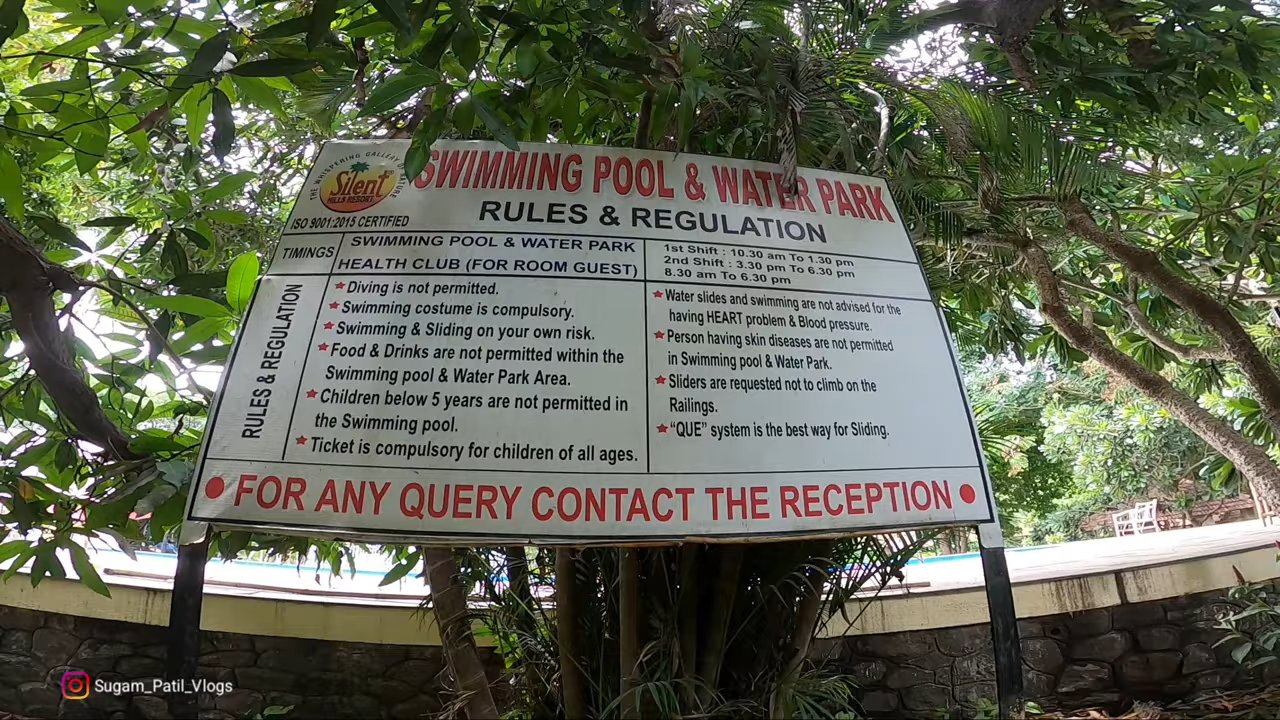 THE WHISPERING GALLERY OF NATURE
Silent
HILLS RESORT.
ISO 9001:2015 CERTIFIED
SWIMMING POOL & WATER PARK
RULES & REGULATION
TIMINGS
SWIMMING POOL & WATER PARK
HEALTH CLUB (FOR ROOM GUEST)
1st Shift : 10.30 am To 1.30 pm
2nd Shift : 3.30 pm To 6.30 pm
8.30 am To 6.30 pm
RULES & REGULATION
Diving is not permitted.
Swimming costume is compulsory.
Swimming & Sliding on your own risk.
Food & Drinks are not permitted within the
Swimming pool & Water Park Area.
Children below 5 years are not permitted in
the Swimming pool.
Ticket is compulsory for children of all ages.
Water slides and swimming are not advised for the
having HEART problem & Blood pressure.
Person having skin diseases are not permitted
in Swimming pool & Water Park.
Sliders are requested not to climb on the
Railings.
"QUE" system is the best way for Sliding.
FOR ANY QUERY CONTACT THE RECEPTION
Sugam_Patil_Vlogs